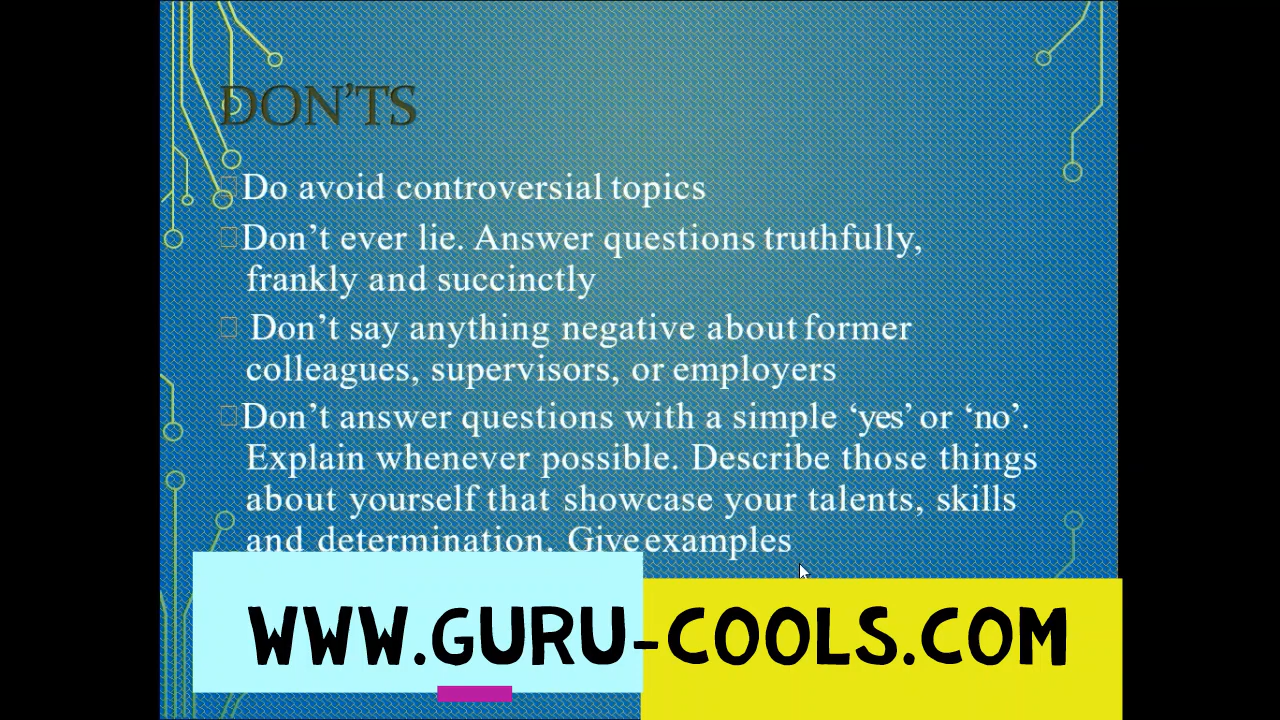 DON’TS
Do avoid controversial topics
Don’t ever lie. Answer questions truthfully,
frankly and succinctly
Don’t say anything negative about former
colleagues, supervisors, or employers
Don’t answer questions with a simple ‘yes’ or ‘no’.
Explain whenever possible. Describe those things
about yourself that showcase your talents, skills
and determination. Give examples
WWW.GURU-COOLS.COM